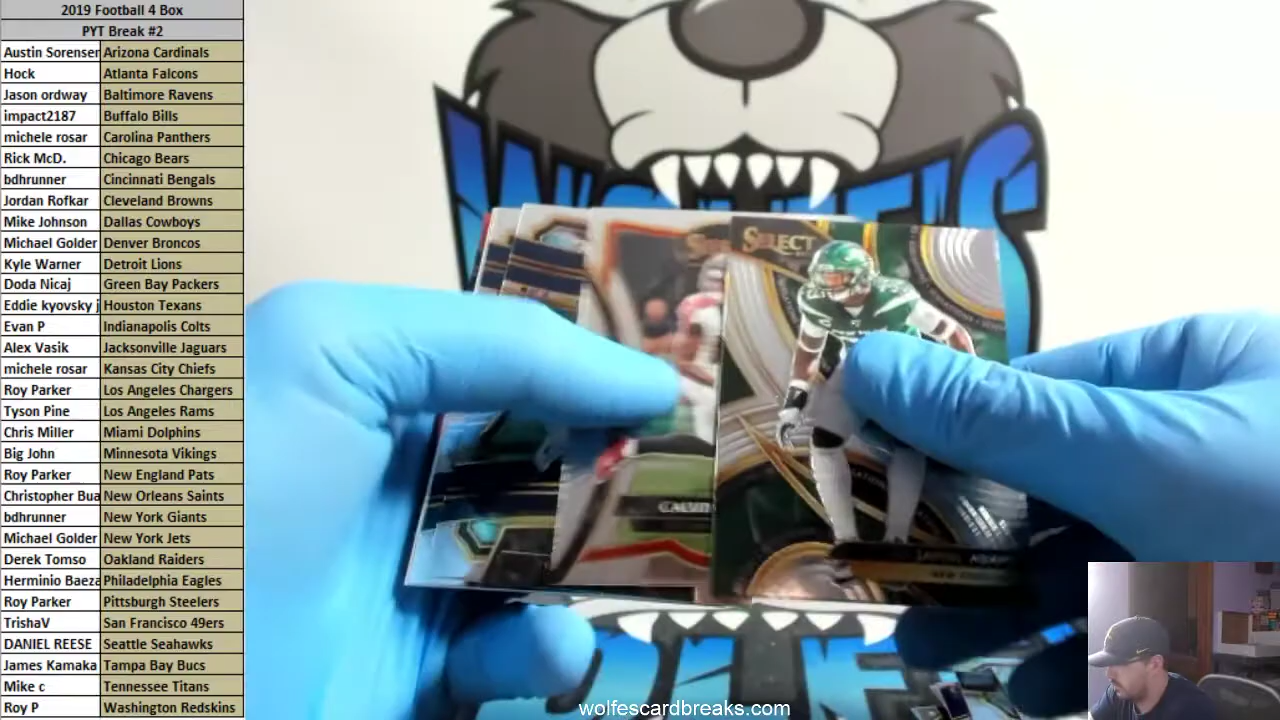 2019 Football 4 Box
PYT Break #2
Austin Sorenser Arizona Cardinals
Hock Atlanta Falcons
Jason ordway Baltimore Ravens
impact2187 Buffalo Bills
michele rosar Carolina Panthers
Rick McD. Chicago Bears
bdhrunner Cincinnati Bengals
Jordan Rofkar Cleveland Browns
Mike Johnson Dallas Cowboys
Michael Golder Denver Broncos
Kyle Warner Detroit Lions
Doda Nicaj Green Bay Packers
Eddie kyovsky j Houston Texans
Evan P Indianapolis Colts
Alex Vasik Jacksonville Jaguars
michele rosar Kansas City Chiefs
Roy Parker Los Angeles Chargers
Tyson Pine Los Angeles Rams
Chris Miller Miami Dolphins
Big John Minnesota Vikings
Roy Parker New England Pats
Christopher Bua New Orleans Saints
bdhrunner New York Giants
Michael Golder New York Jets
Derek Tomso Oakland Raiders
Herminio Baeza Philadelphia Eagles
Roy Parker Pittsburgh Steelers
TrishaV San Francisco 49ers
DANIEL REESE Seattle Seahawks
James Kamaka Tampa Bay Bucs
Mike c Tennessee Titans
Roy P Washington Redskins
SELECT
wolfescardbreaks.com